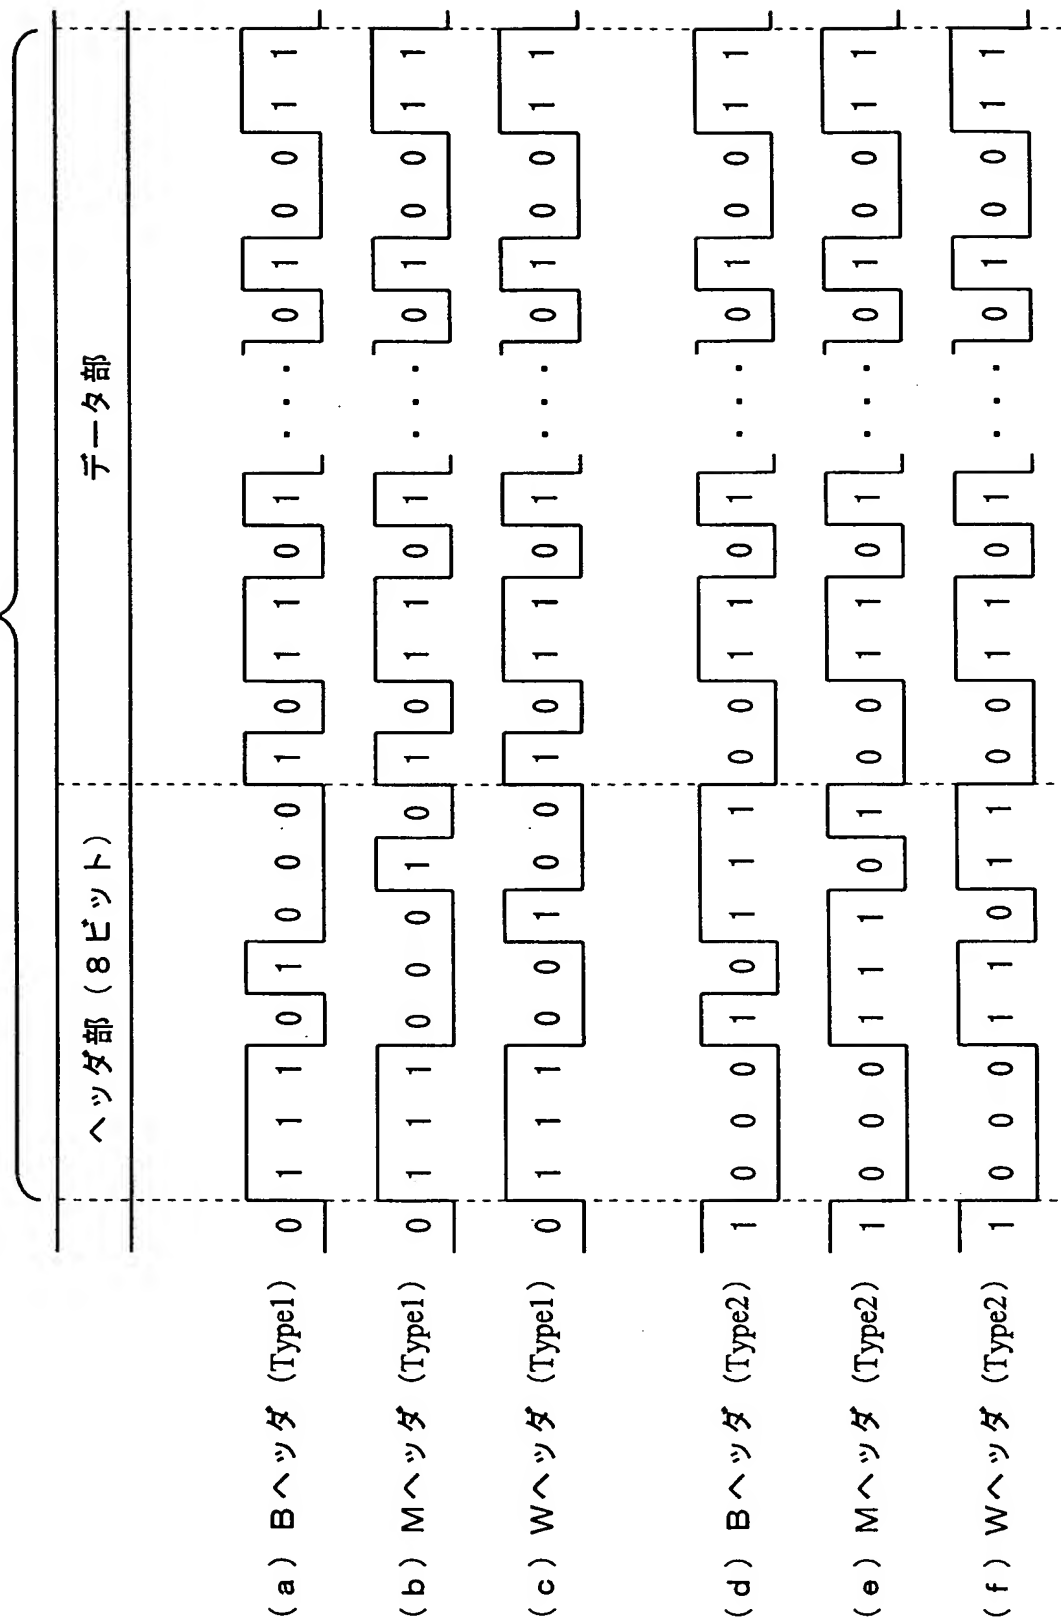 ヘッダ部(8ビット) データ部
(a) Bヘッダ (Type1) 0 1 1 1 0 1 0 0 0 1 0 1 1 0 1 ・・・ 0 1 0 0 1 1
(b) Mヘッダ (Type1) 0 1 1 1 0 0 0 1 0 1 0 1 1 0 1 ・・・ 0 1 0 0 1 1
(c) Wヘッダ (Type1) 0 1 1 1 0 0 1 0 0 1 0 1 1 0 1 ・・・ 0 1 0 0 1 1
(d) Bヘッダ (Type2) 1 0 0 0 1 0 1 1 1 0 0 1 1 0 1 ・・・ 0 1 0 0 1 1
(e) Mヘッダ (Type2) 1 0 0 0 1 1 1 0 1 0 0 1 1 0 1 ・・・ 0 1 0 0 1 1
(f) Wヘッダ (Type2) 1 0 0 0 1 1 0 1 1 0 0 1 1 0 1 ・・・ 0 1 0 0 1 1